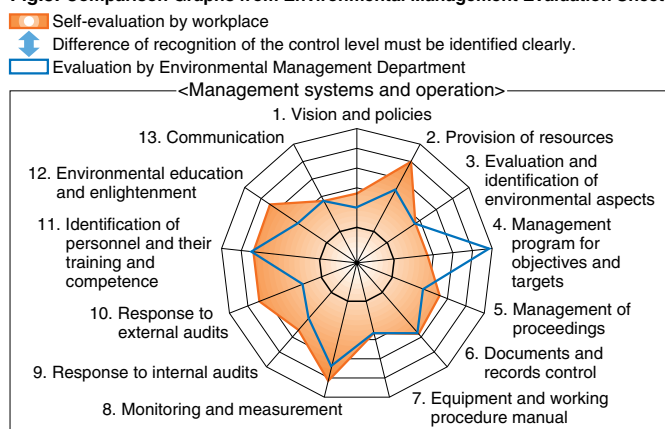 Self-evaluation by workplace
Difference of recognition of the control level must be identified clearly.
Evaluation by Environmental Management Department
<Management systems and operation>
1. Vision and policies
2. Provision of resources
3. Evaluation and
identification of
environmental aspects
4. Management
program for
objectives and
targets
5. Management of
proceedings
6. Documents and
records control
7. Equipment and working
procedure manual
8. Monitoring and measurement
9. Response to internal audits
10. Response to
external audits
11. Identification of
personnel and their
training and
competence
12. Environmental education
and enlightenment
13. Communication